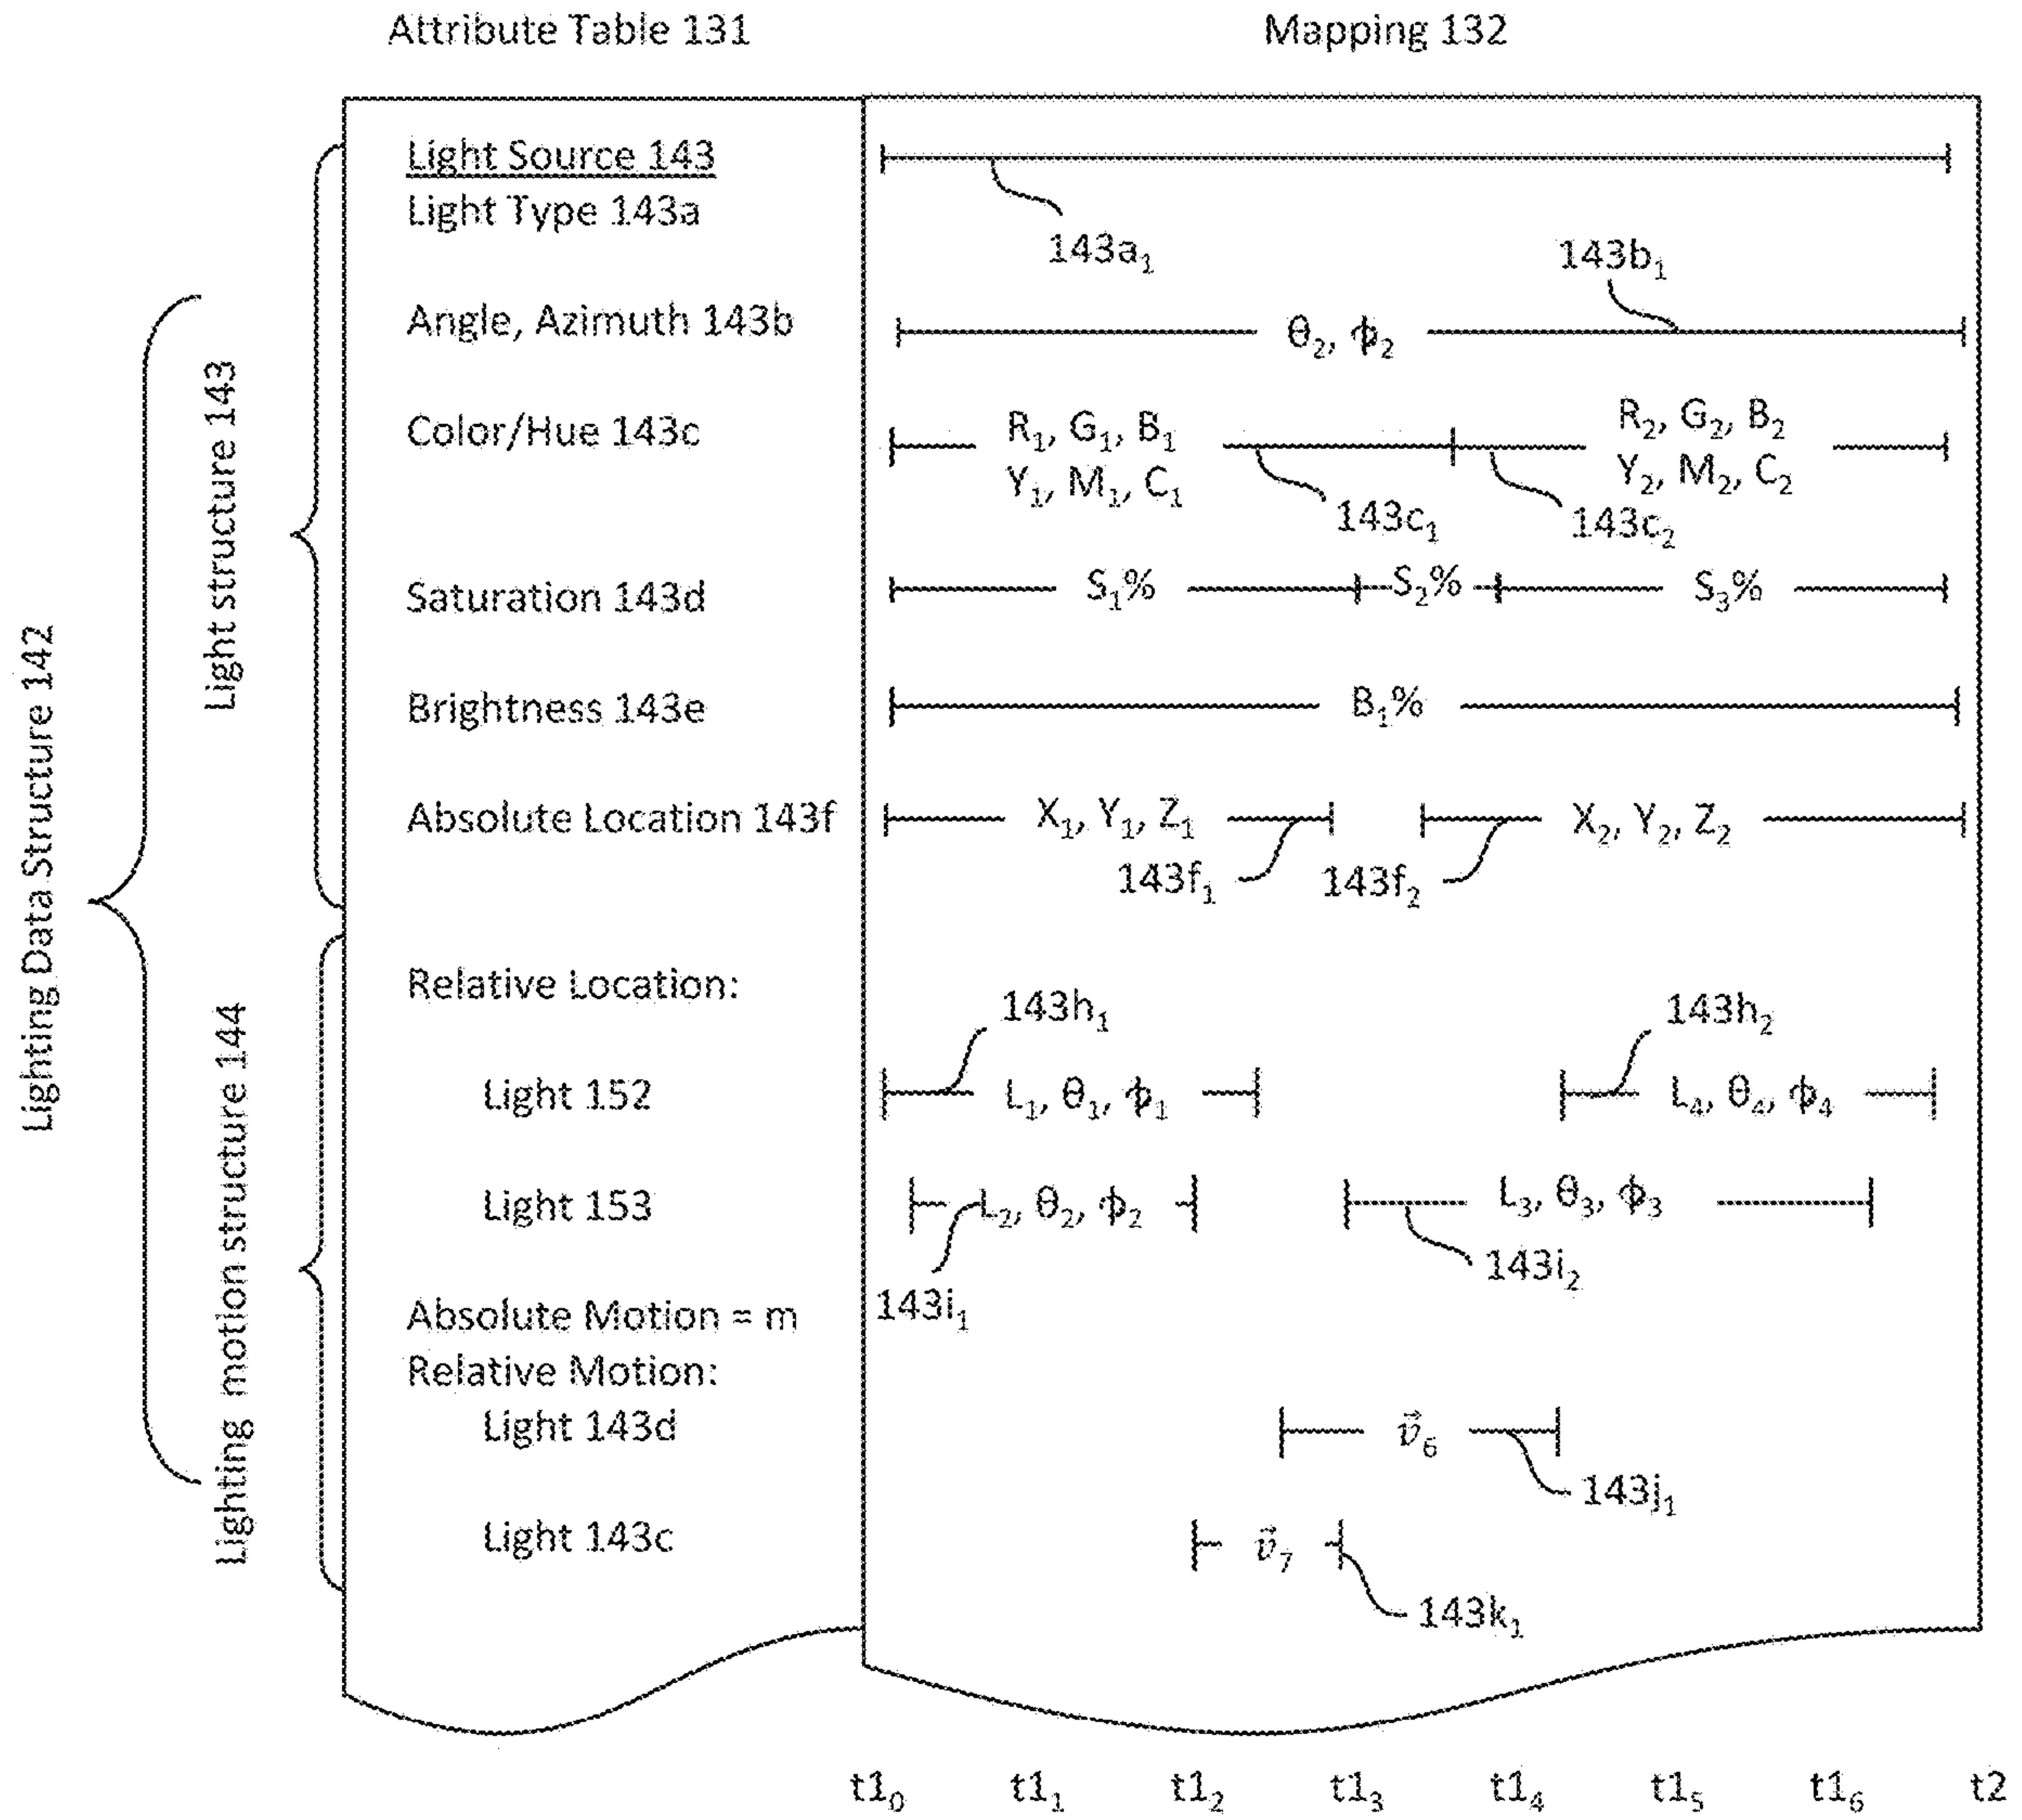 Attribute Table 131 Mapping 132
Light Source 143
Light Type 143a
143a₁
143b₁
Angle, Azimuth 143b θ₂, ϕ₂
Color/Hue 143c R₁, G₁, B₁ R₂, G₂, B₂
Y₁, M₁, C₁ Y₂, M₂, C₂
143c₁ 143c₂
Saturation 143d S₁% S₂% S₃%
Brightness 143e B₁%
Absolute Location 143f X₁, Y₁, Z₁ X₂, Y₂, Z₂
143f₁ 143f₂
Relative Location:
143h₁ 143h₂
Light 152 L₁, θ₁, ϕ₁ L₄, θ₄, ϕ₄
Light 153 L₂, θ₂, ϕ₂ L₃, θ₃, ϕ₃
143i₁ 143i₂
Absolute Motion = m
Relative Motion:
Light 143d v⃗₆
143j₁
Light 143c v⃗₇
143k₁
t1₀ t1₁ t1₂ t1₃ t1₄ t1₅ t1₆ t2
Lighting Data Structure 142
Light structure 143
Lighting motion structure 144